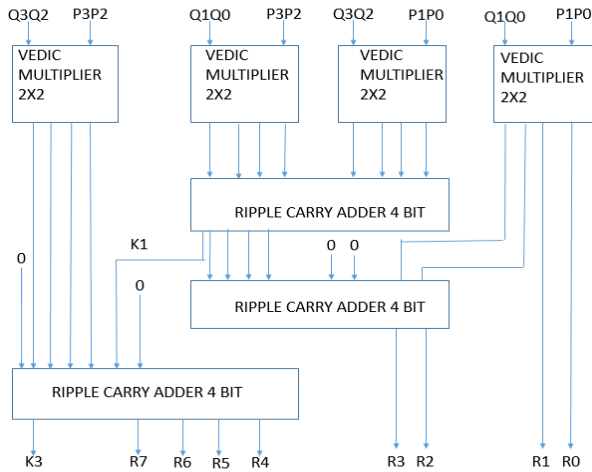 Q3Q2 P3P2 Q1Q0 P3P2 Q3Q2 P1P0 Q1Q0 P1P0
VEDIC MULTIPLIER 2X2
VEDIC MULTIPLIER 2X2
VEDIC MULTIPLIER 2X2
VEDIC MULTIPLIER 2X2
RIPPLE CARRY ADDER 4 BIT
K1
0 0
0
0
RIPPLE CARRY ADDER 4 BIT
RIPPLE CARRY ADDER 4 BIT
K3 R7 R6 R5 R4 R3 R2 R1 R0